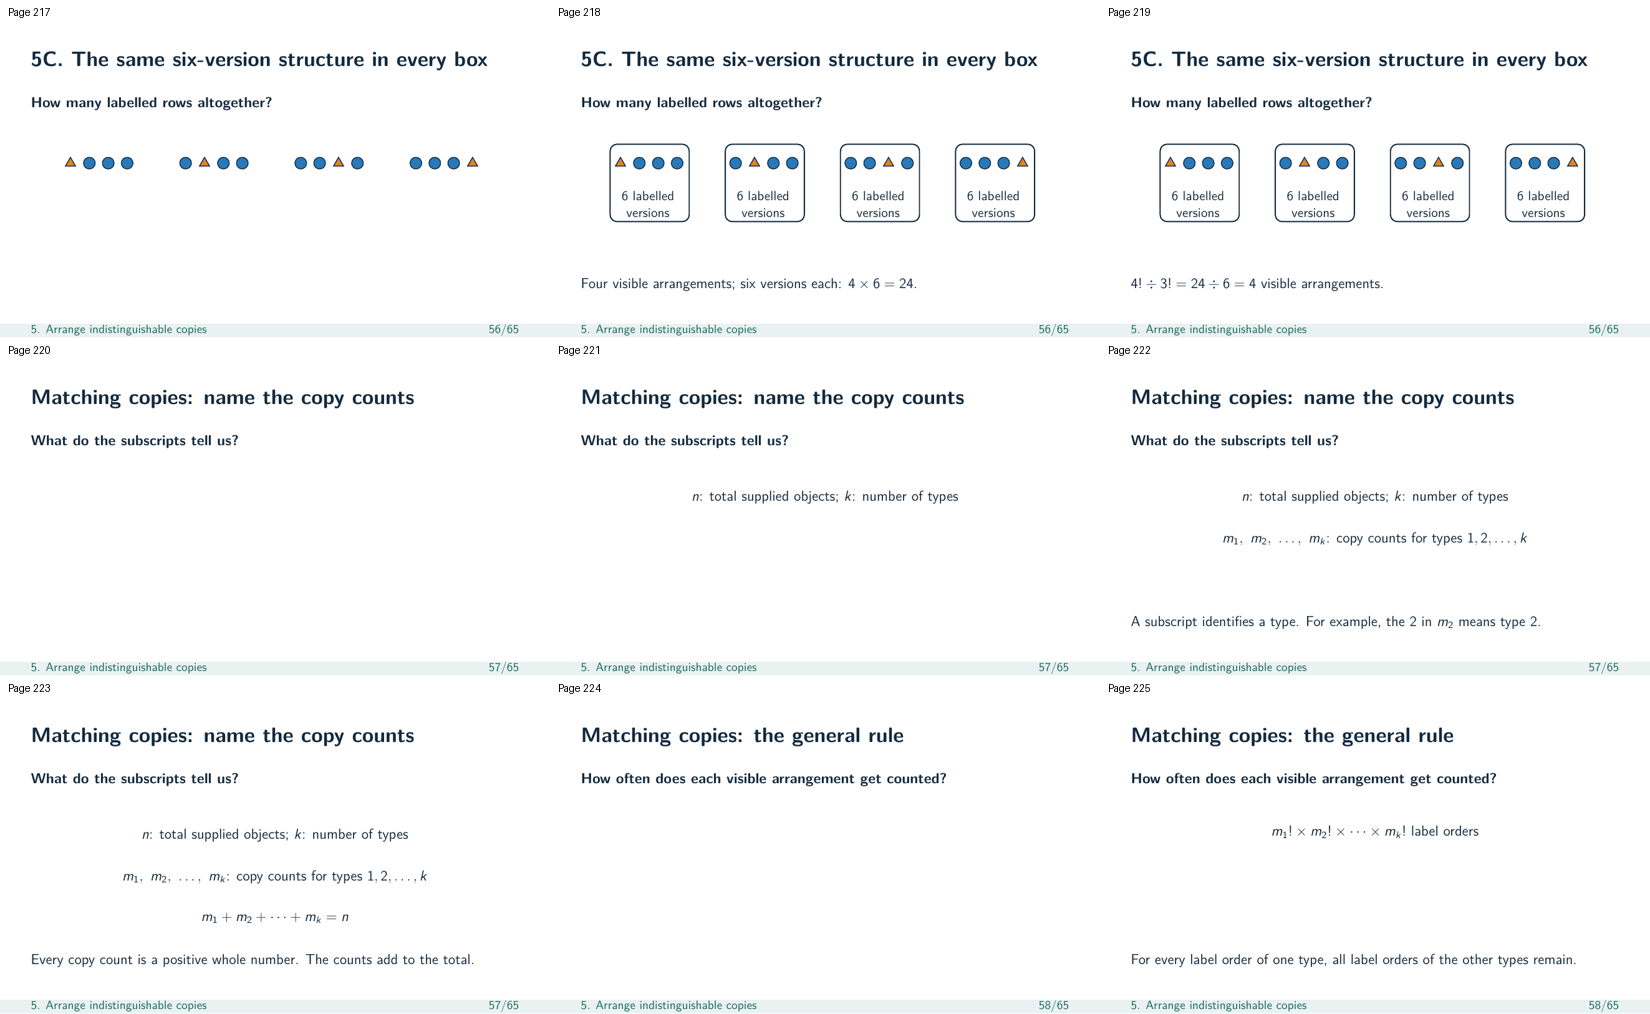 Page 217
5C. The same six-version structure in every box
How many labelled rows altogether?
5. Arrange indistinguishable copies
56/65
Page 218
5C. The same six-version structure in every box
How many labelled rows altogether?
6 labelled
versions
6 labelled
versions
6 labelled
versions
6 labelled
versions
Four visible arrangements; six versions each: 4 × 6 = 24.
5. Arrange indistinguishable copies
56/65
Page 219
5C. The same six-version structure in every box
How many labelled rows altogether?
6 labelled
versions
6 labelled
versions
6 labelled
versions
6 labelled
versions
4! ÷ 3! = 24 ÷ 6 = 4 visible arrangements.
5. Arrange indistinguishable copies
56/65
Page 220
Matching copies: name the copy counts
What do the subscripts tell us?
5. Arrange indistinguishable copies
57/65
Page 221
Matching copies: name the copy counts
What do the subscripts tell us?
n: total supplied objects; k: number of types
5. Arrange indistinguishable copies
57/65
Page 222
Matching copies: name the copy counts
What do the subscripts tell us?
n: total supplied objects; k: number of types
m₁, m₂, ..., mₖ: copy counts for types 1, 2, ..., k
A subscript identifies a type. For example, the 2 in m₂ means type 2.
5. Arrange indistinguishable copies
57/65
Page 223
Matching copies: name the copy counts
What do the subscripts tell us?
n: total supplied objects; k: number of types
m₁, m₂, ..., mₖ: copy counts for types 1, 2, ..., k
m₁ + m₂ + ⋯ + mₖ = n
Every copy count is a positive whole number. The counts add to the total.
5. Arrange indistinguishable copies
57/65
Page 224
Matching copies: the general rule
How often does each visible arrangement get counted?
5. Arrange indistinguishable copies
58/65
Page 225
Matching copies: the general rule
How often does each visible arrangement get counted?
m₁! × m₂! × ⋯ × mₖ! label orders
For every label order of one type, all label orders of the other types remain.
5. Arrange indistinguishable copies
58/65